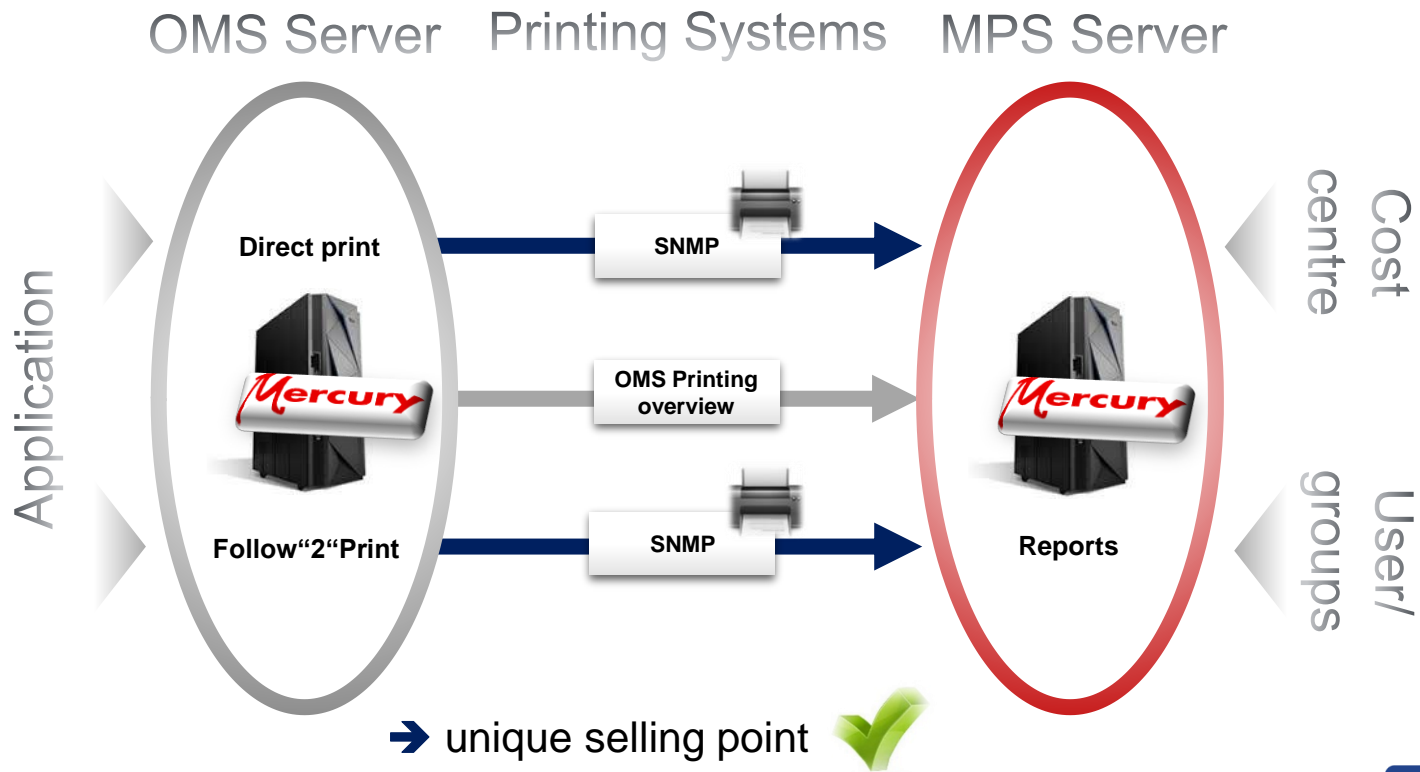 OMS Server
Printing Systems
MPS Server
Application
Direct print
Mercury
Follow“2“Print
SNMP
OMS Printing
overview
SNMP
Mercury
Reports
Cost
centre
User/
groups
unique selling point